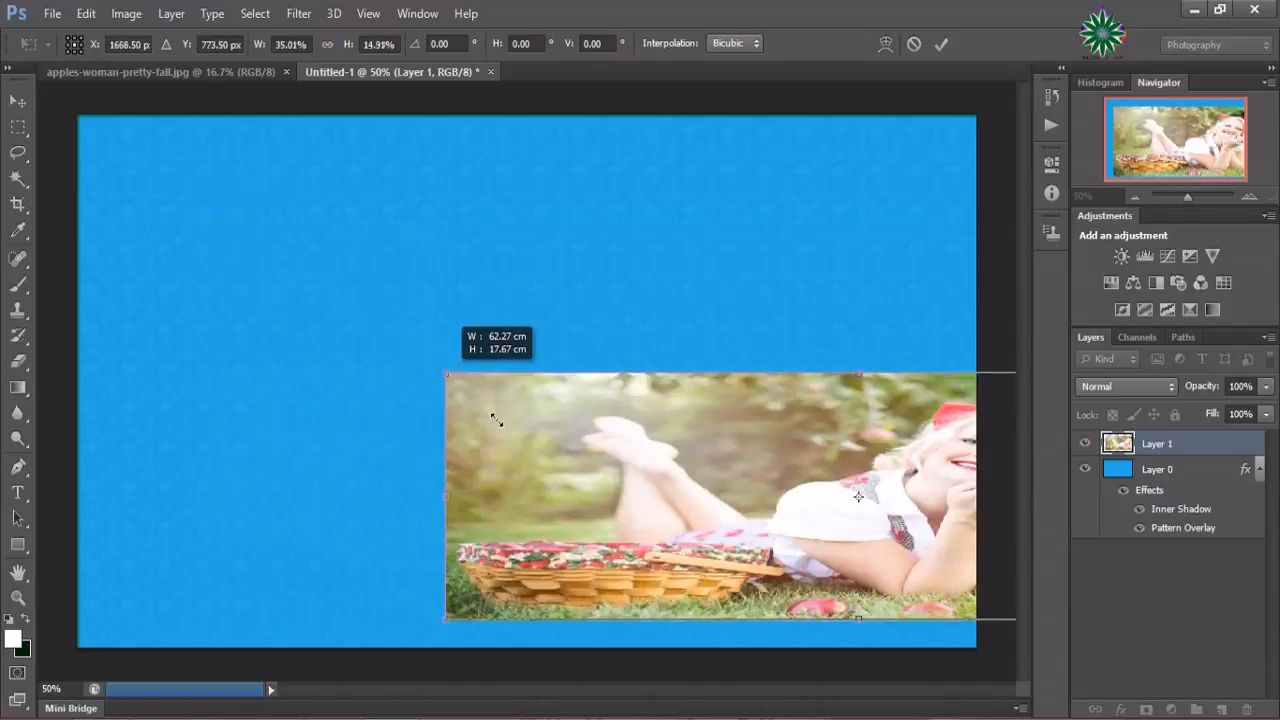 Ps File Edit Image Layer Type Select Filter 3D View Window Help
X: 1668.50 p Y: 773.50 px W: 35.01% H: 14.91% 0.00 ° H: 0.00 ° V: 0.00 ° Interpolation: Bicubic Photography
apples-woman-pretty-fall.jpg @ 16.7% (RGB/8) × Untitled-1 @ 50% (Layer 1, RGB/8) * ×
Histogram Navigator
50%
Adjustments
Add an adjustment
Layers Channels Paths
Kind
Normal Opacity: 100%
Lock: Fill: 100%
Layer 1
Layer 0 fx
Effects
Inner Shadow
Pattern Overlay
W : 62.27 cm
H : 17.67 cm
50%
Mini Bridge